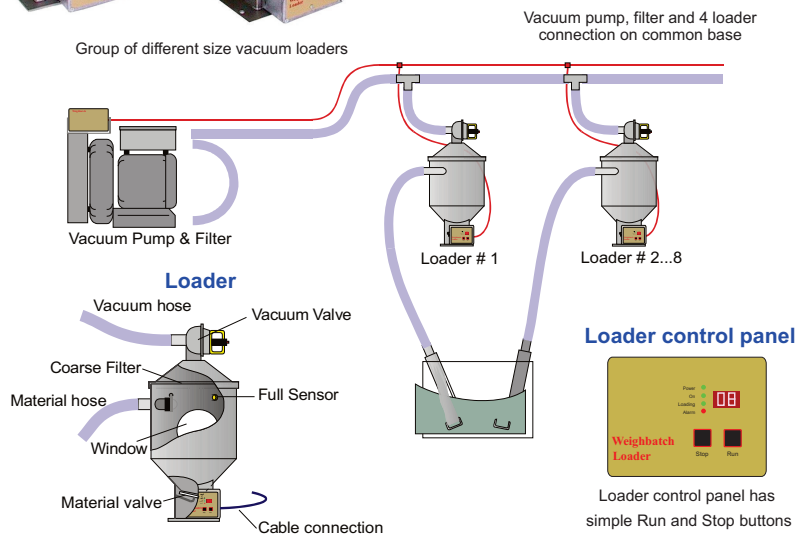 Group of different size vacuum loaders
Vacuum pump, filter and 4 loader
connection on common base
Vacuum Pump & Filter
Loader # 1
Loader # 2...8
Loader
Vacuum hose
Vacuum Valve
Coarse Filter
Material hose
Full Sensor
Window
Material valve
Cable connection
Loader control panel
Power
On
Loading
Alarm
08
Weighbatch
Loader
Stop
Run
Loader control panel has
simple Run and Stop buttons